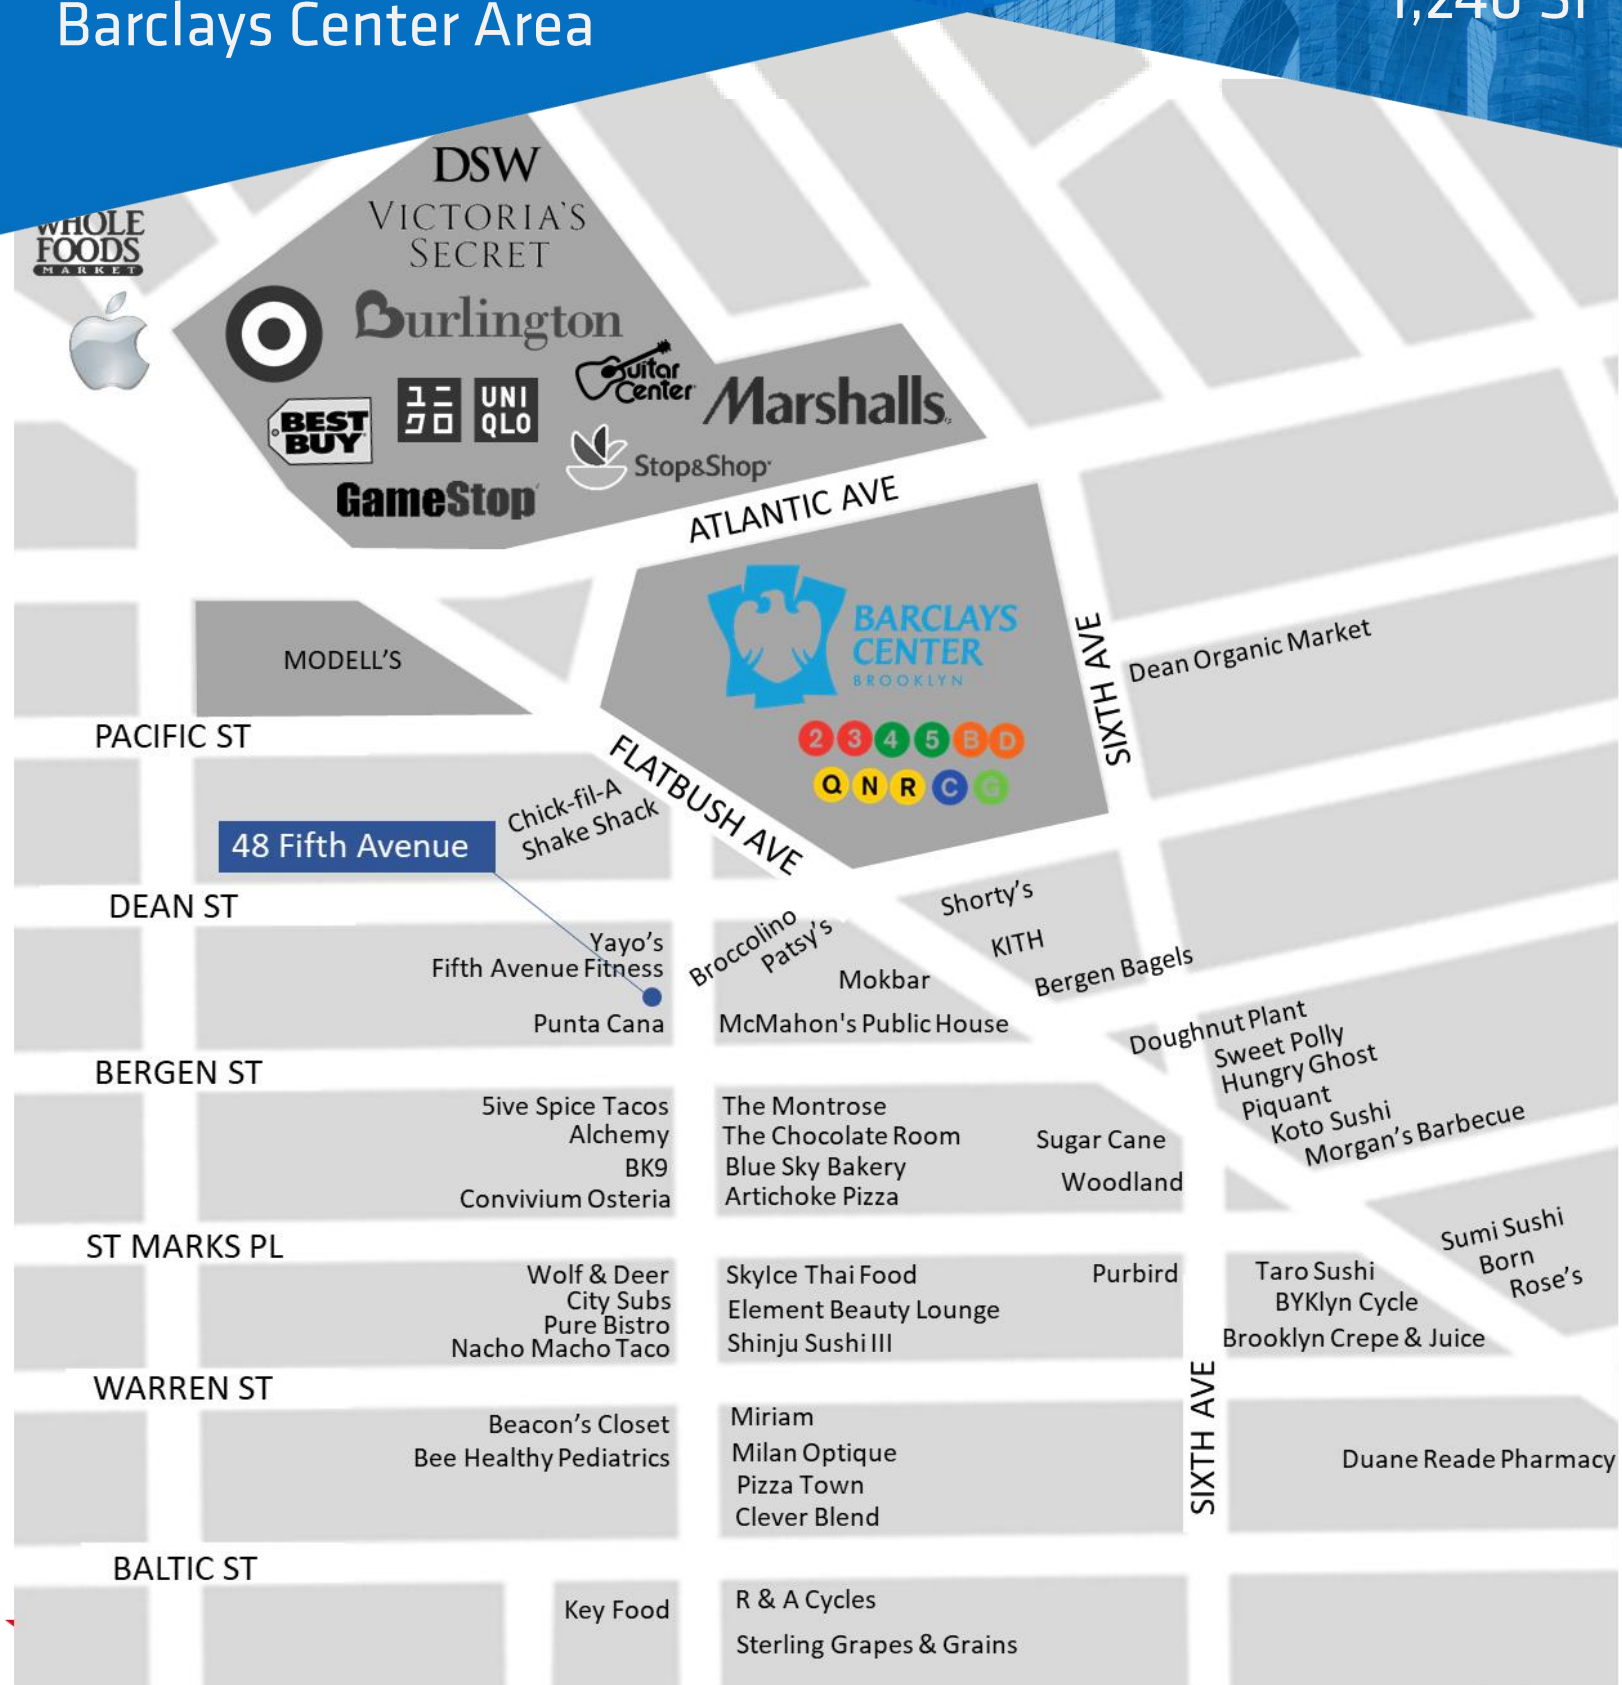 Barclays Center Area
1,240 SF
DSW
VICTORIA'S
SECRET
WHOLE
FOODS
MARKET
Burlington
Guitar
Center
Marshalls
BEST
BUY
UNI
QLO
ユニ
クロ
Stop&Shop
GameStop
ATLANTIC AVE
BARCLAYS
CENTER
BROOKLYN
2 3 4 5 B D
Q N R C G
SIXTH AVE
Dean Organic Market
MODELL'S
PACIFIC ST
FLATBUSH AVE
Chick-fil-A
Shake Shack
48 Fifth Avenue
DEAN ST
Shorty's
KITH
Bergen Bagels
Yayo's
Fifth Avenue Fitness
Punta Cana
Broccolino
Patsy's
Mokbar
McMahon's Public House
Doughnut Plant
Sweet Polly
Hungry Ghost
Piquant
Koto Sushi
Morgan's Barbecue
BERGEN ST
5ive Spice Tacos
Alchemy
BK9
Convivium Osteria
The Montrose
The Chocolate Room
Blue Sky Bakery
Artichoke Pizza
Sugar Cane
Woodland
ST MARKS PL
Wolf & Deer
City Subs
Pure Bistro
Nacho Macho Taco
SkyIce Thai Food
Element Beauty Lounge
Shinju Sushi III
Purbird
Taro Sushi
BYKlyn Cycle
Brooklyn Crepe & Juice
Sumi Sushi
Born
Rose's
WARREN ST
SIXTH AVE
Beacon's Closet
Bee Healthy Pediatrics
Miriam
Milan Optique
Pizza Town
Clever Blend
Duane Reade Pharmacy
BALTIC ST
Key Food
R & A Cycles
Sterling Grapes & Grains